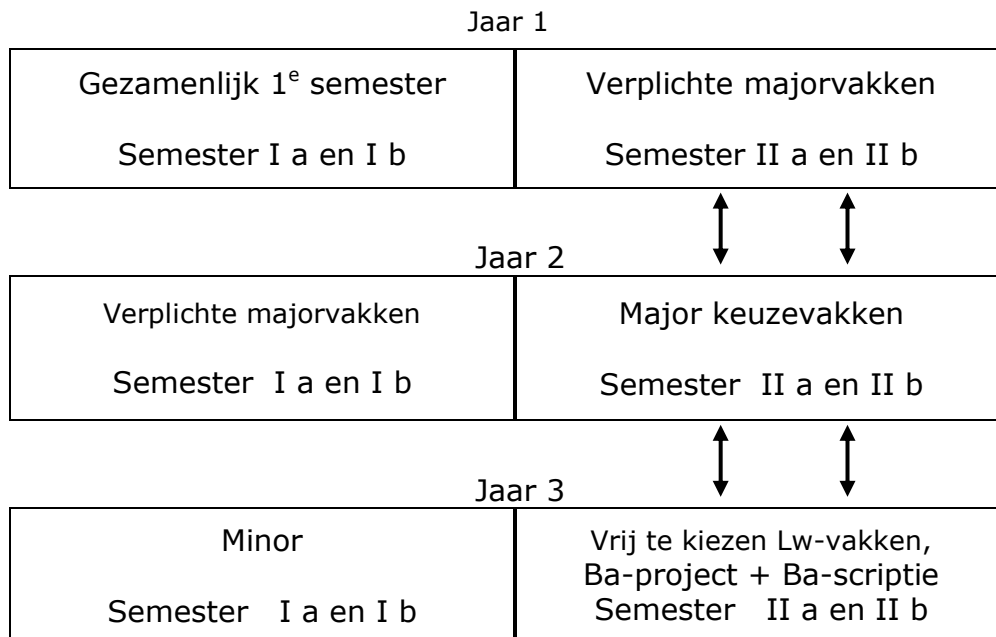 Jaar 1
Gezamenlijk 1e semester
Semester I a en I b
Verplichte majorvakken
Semester II a en II b
Jaar 2
Verplichte majorvakken
Semester I a en I b
Major keuzevakken
Semester II a en II b
Jaar 3
Minor
Semester I a en I b
Vrij te kiezen Lw-vakken,
Ba-project + Ba-scriptie
Semester II a en II b